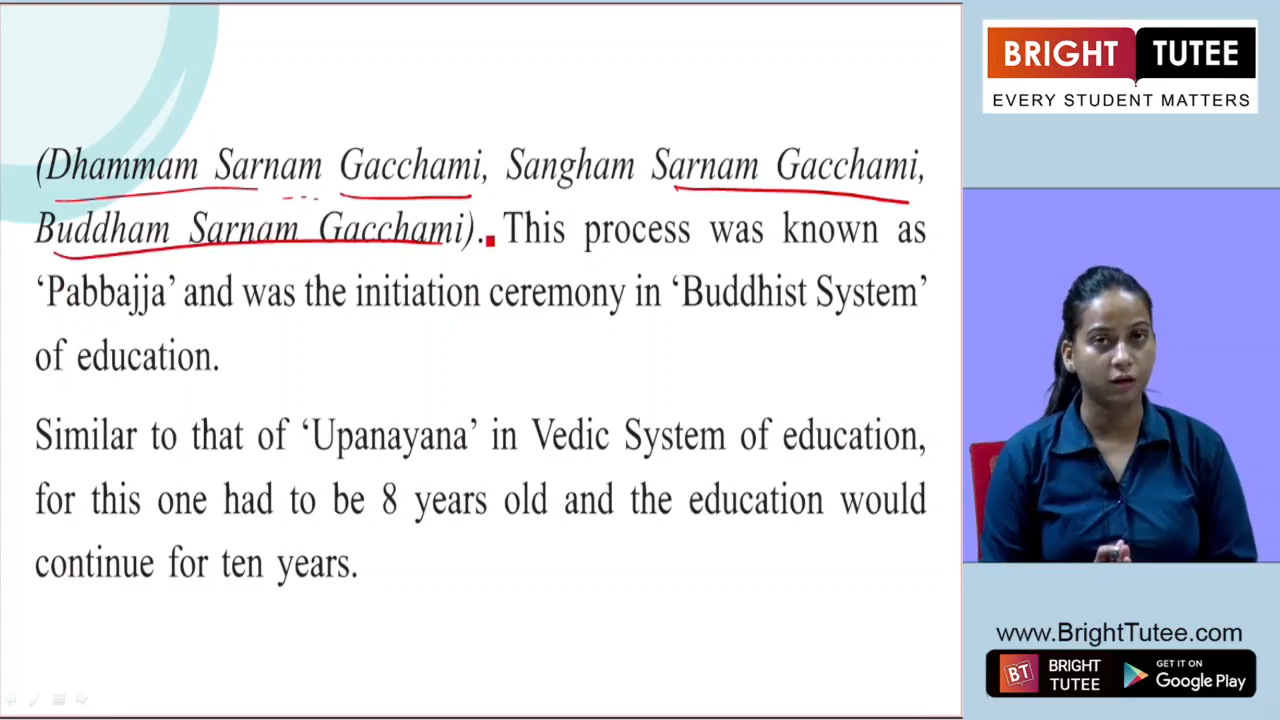 (Dhammam Sarnam Gacchami, Sangham Sarnam Gacchami,
Buddham Sarnam Gacchami). This process was known as
‘Pabbajja’ and was the initiation ceremony in ‘Buddhist System’
of education.
Similar to that of ‘Upanayana’ in Vedic System of education,
for this one had to be 8 years old and the education would
continue for ten years.
BRIGHT TUTEE
EVERY STUDENT MATTERS
www.BrightTutee.com
BT BRIGHT TUTEE
GET IT ON
Google Play